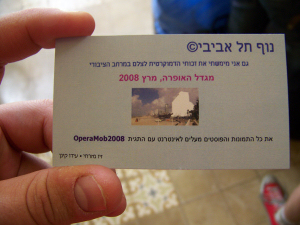 נוף תל אביבי©
גם אני מימשתי את זכותי הדמוקרטית לצלם במרחב הציבורי
מגדל האופרה, מרץ 2008
את כל התמונות והפוסטים מעלים לאינטרנט עם התגית OperaMob2008